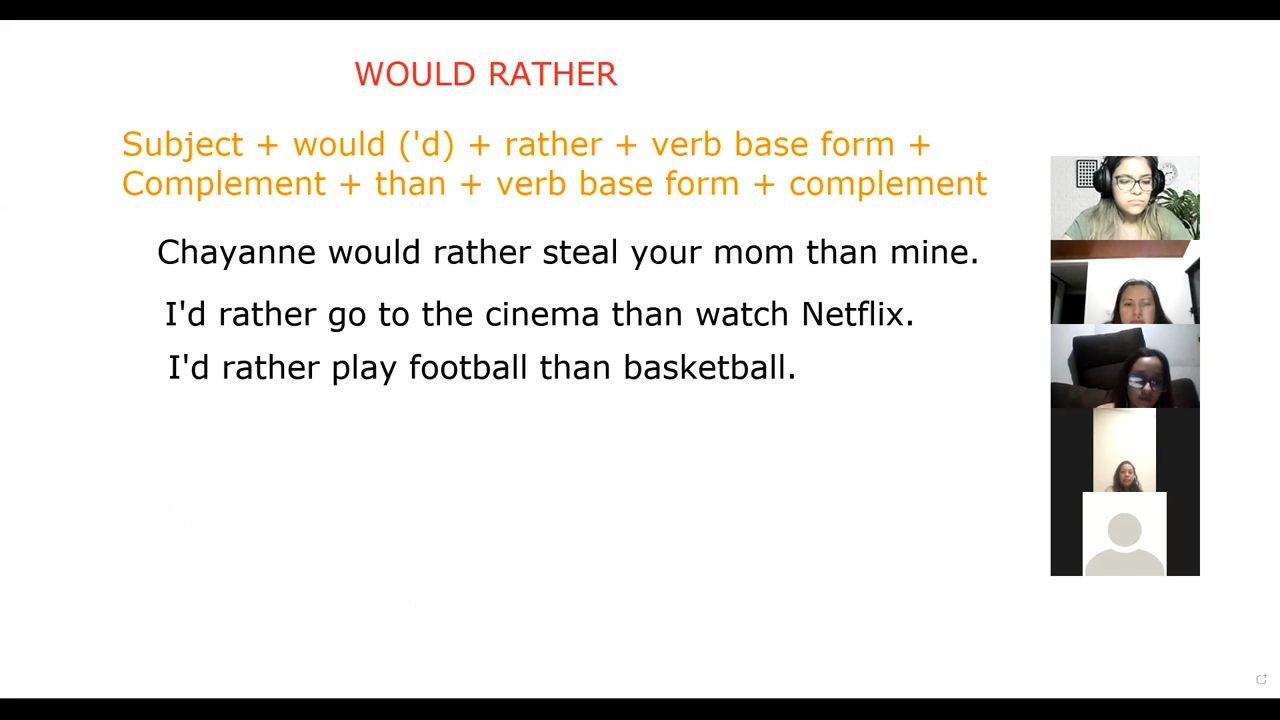 WOULD RATHER
Subject + would ('d) + rather + verb base form +
Complement + than + verb base form + complement
Chayanne would rather steal your mom than mine.
I'd rather go to the cinema than watch Netflix.
I'd rather play football than basketball.